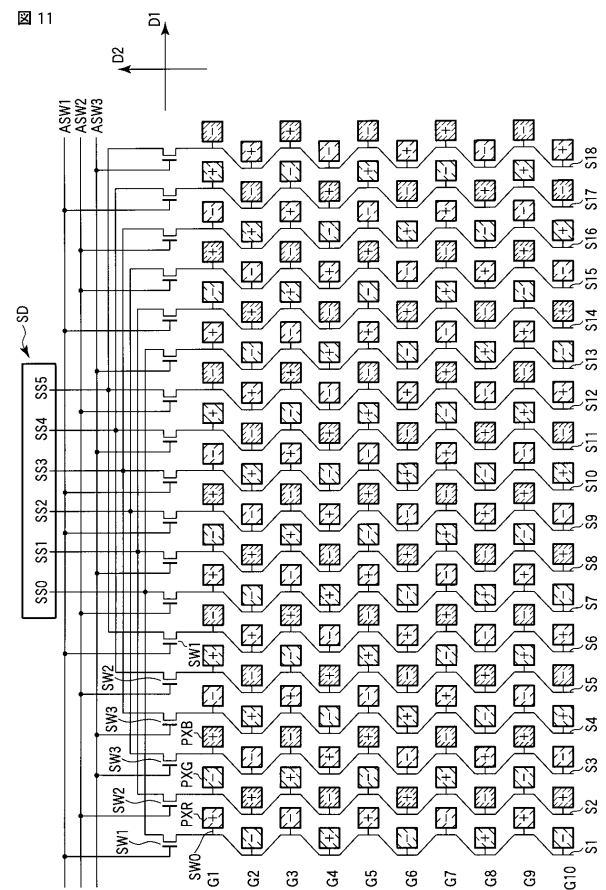 図 11
D1
D2
ASW1
ASW2
ASW3
SD
SS0 SS1 SS2 SS3 SS4 SS5
SW1 SW2 SW3 SW3 SW2 SW1
SW0 PXR PXG PXB
G1
G2
G3
G4
G5
G6
G7
G8
G9
G10
S1 S2 S3 S4 S5 S6 S7 S8 S9 S10 S11 S12 S13 S14 S15 S16 S17 S18